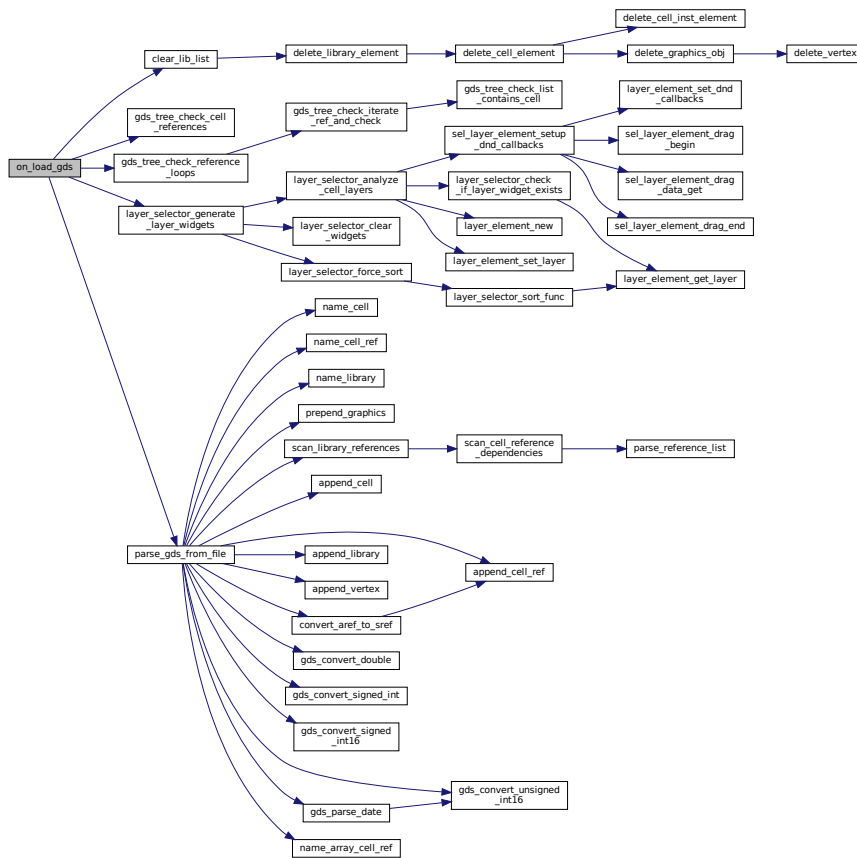 delete_cell_inst_element
clear_lib_list
delete_library_element
delete_cell_element
delete_graphics_obj
delete_vertex
gds_tree_check_cell
_references
gds_tree_check_iterate
_ref_and_check
gds_tree_check_list
_contains_cell
layer_element_set_dnd
_callbacks
on_load_gds
gds_tree_check_reference
_loops
sel_layer_element_setup
_dnd_callbacks
sel_layer_element_drag
_begin
layer_selector_generate
_layer_widgets
layer_selector_analyze
_cell_layers
layer_selector_check
_if_layer_widget_exists
sel_layer_element_drag
_data_get
layer_selector_clear
_widgets
layer_element_new
sel_layer_element_drag_end
layer_element_set_layer
layer_selector_force_sort
layer_selector_sort_func
layer_element_get_layer
name_cell
name_cell_ref
name_library
prepend_graphics
scan_library_references
scan_cell_reference
_dependencies
parse_reference_list
append_cell
parse_gds_from_file
append_library
append_cell_ref
append_vertex
convert_aref_to_sref
gds_convert_double
gds_convert_signed_int
gds_convert_signed
_int16
gds_convert_unsigned
_int16
gds_parse_date
name_array_cell_ref